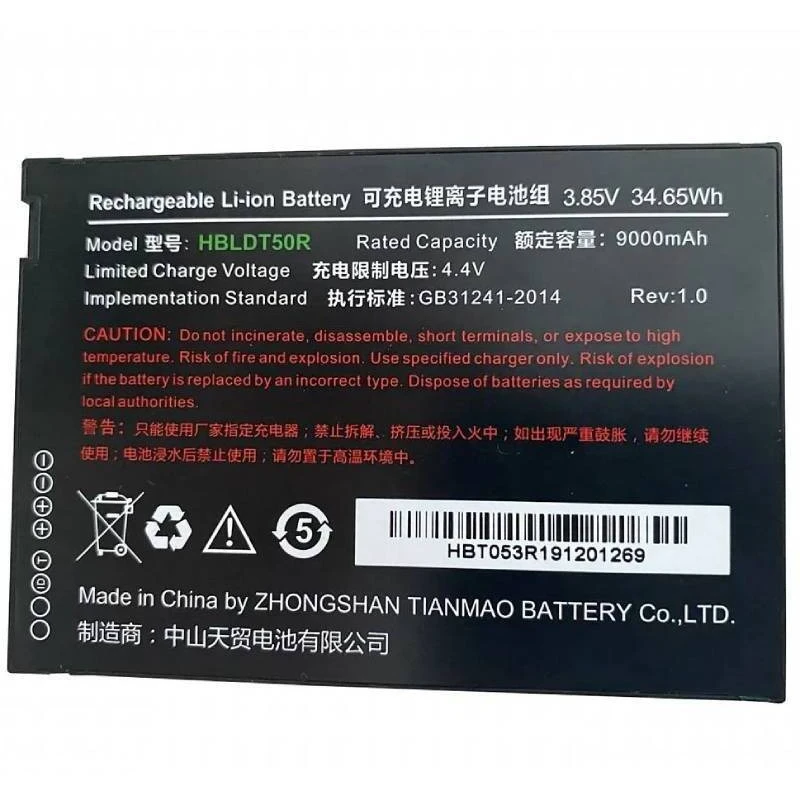 Rechargeable Li-ion Battery 可充电锂离子电池组 3.85V 34.65Wh
Model 型号: HBLDT50R Rated Capacity 额定容量: 9000mAh
Limited Charge Voltage 充电限制电压: 4.4V
Implementation Standard 执行标准: GB31241-2014 Rev:1.0
CAUTION: Do not incinerate, disassemble, short terminals, or expose to high
temperature. Risk of fire and explosion. Use specified charger only. Risk of explosion
if the battery is replaced by an incorrect type. Dispose of batteries as required by
local authorities.
警告: 只能使用厂家指定充电器; 禁止拆解、挤压或投入火中; 如出现严重鼓胀, 请勿继续
使用; 电池浸水后禁止使用; 请勿置于高温环境中。
5
HBT053R191201269
Made in China by ZHONGSHAN TIANMAO BATTERY Co.,LTD.
制造商: 中山天贸电池有限公司
- - + + T ID